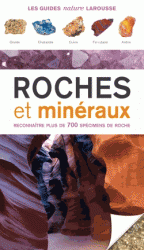 LES GUIDES nature LAROUSSE
ROCHES
et minéraux
RECONNAÎTRE PLUS DE 700 SPÉCIMENS DE ROCHE